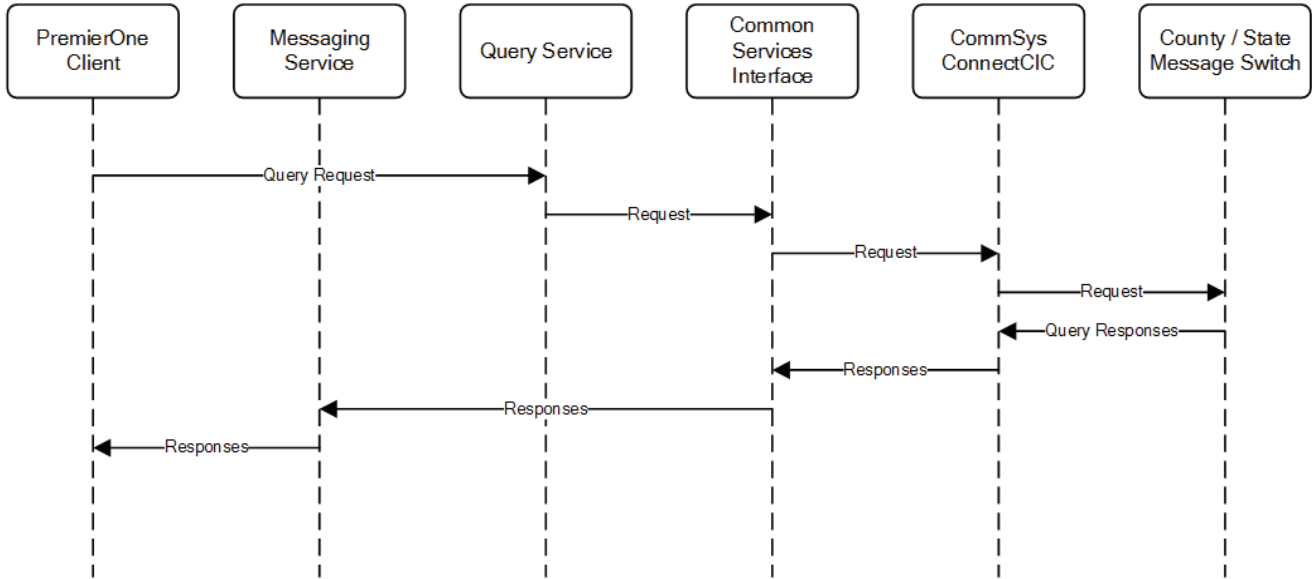 PremierOne
Client
Messaging
Service
Query Service
Common
Services
Interface
CommSys
ConnectCIC
County / State
Message Switch
Query Request
Request
Request
Request
Query Responses
Responses
Responses
Responses